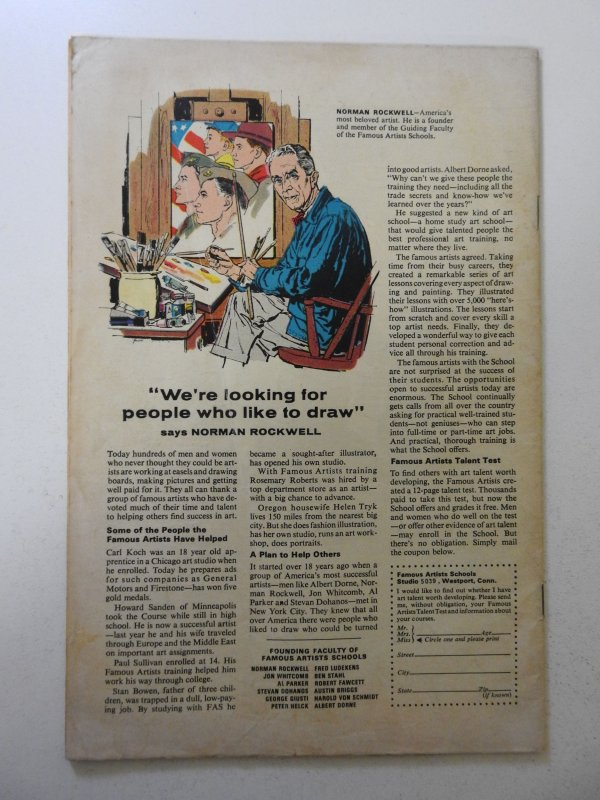 NORMAN ROCKWELL—America's
most beloved artist. He is a founder
and member of the Guiding Faculty
of the Famous Artists Schools.
"We're looking for
people who like to draw"
says NORMAN ROCKWELL
Today hundreds of men and women
who never thought they could be art-
ists are working at easels and drawing
boards, making pictures and getting
well paid for it. They all can thank a
group of famous artists who have de-
voted much of their time and talent
to helping others find success in art.
Some of the People the
Famous Artists Have Helped
Carl Koch was an 18 year old ap-
prentice in a Chicago art studio when
he enrolled. Today he prepares ads
for such companies as General
Motors and Firestone—has won five
gold medals.
Howard Sanden of Minneapolis
took the Course while still in high
school. He is now a successful artist
—last year he and his wife traveled
through Europe and the Middle East
on important art assignments.
Paul Sullivan enrolled at 14. His
Famous Artists training helped him
work his way through college.
Stan Bowen, father of three chil-
dren, was trapped in a dull, low-pay-
ing job. By studying with FAS he
became a sought-after illustrator,
has opened his own studio.
With Famous Artists training
Rosemary Roberts was hired by a
top department store as an artist—
with a big chance to advance.
Oregon housewife Helen Tryk
lives 150 miles from the nearest big
city. But she does fashion illustration,
has her own studio, runs an art work-
shop, does portraits.
A Plan to Help Others
It started over 18 years ago when a
group of America's most successful
artists—men like Albert Dorne, Nor-
man Rockwell, Jon Whitcomb, Al
Parker and Stevan Dohanos—met in
New York City. They knew that all
over America there were people who
liked to draw who could be turned
FOUNDING FACULTY OF
FAMOUS ARTISTS SCHOOLS
NORMAN ROCKWELL FRED LUDEKENS
JON WHITCOMB BEN STAHL
AL PARKER ROBERT FAWCETT
STEVAN DOHANOS AUSTIN BRIGGS
GEORGE GIUSTI HAROLD VON SCHMIDT
PETER HELCK ALBERT DORNE
into good artists. Albert Dorne asked,
"Why can't we give these people the
training they need—including all the
trade secrets and know-how we've
learned over the years?"
He suggested a new kind of art
school—a home study art school—
that would give talented people the
best professional art training, no
matter where they live.
The famous artists agreed. Taking
time from their busy careers, they
created a remarkable series of art
lessons covering every aspect of draw-
ing and painting. They illustrated
their lessons with over 5,000 "here's-
how" illustrations. The lessons start
from scratch and cover every skill a
top artist needs. Finally, they de-
veloped a wonderful way to give each
student personal correction and ad-
vice all through his training.
The famous artists with the School
are not surprised at the success of
their students. The opportunities
open to successful artists today are
enormous. The School continually
gets calls from all over the country
asking for practical well-trained stu-
dents—not geniuses—who can step
into full-time or part-time art jobs.
And practical, thorough training is
what the School offers.
Famous Artists Talent Test
To find others with art talent worth
developing, the Famous Artists cre-
ated a 12-page talent test. Thousands
paid to take this test, but now the
School offers and grades it free. Men
and women who do well on the test
—or offer other evidence of art talent
—may enroll in the School. But
there's no obligation. Simply mail
the coupon below.
Famous Artists Schools
Studio 5039, Westport, Conn.
I would like to find out whether I have
art talent worth developing. Please send
me, without obligation, your Famous
Artists Talent Test and information about
your courses.
Mr.
Mrs. Age
Miss Circle one and please print
Street
City
State Zip
(if known)